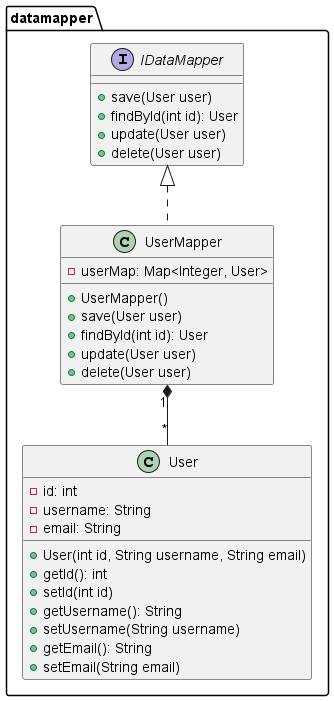 datamapper
I IDataMapper
save(User user)
findById(int id): User
update(User user)
delete(User user)
C UserMapper
userMap: Map<Integer, User>
UserMapper()
save(User user)
findById(int id): User
update(User user)
delete(User user)
1
*
C User
id: int
username: String
email: String
User(int id, String username, String email)
getId(): int
setId(int id)
getUsername(): String
setUsername(String username)
getEmail(): String
setEmail(String email)